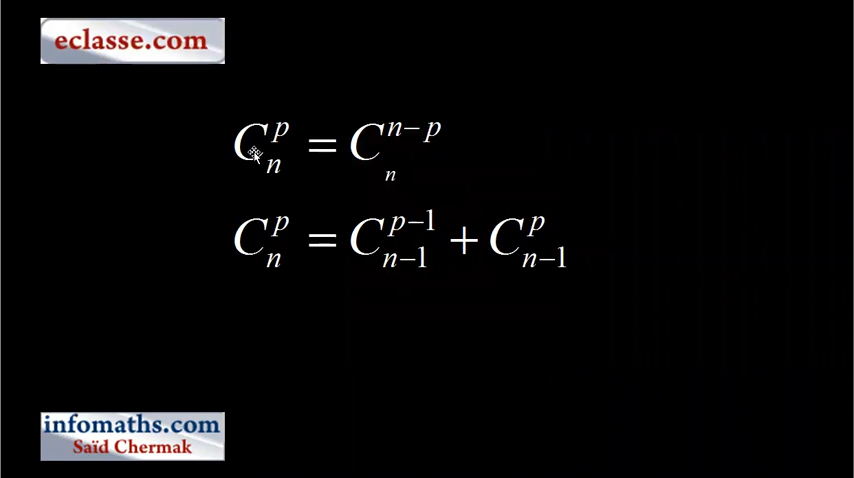 eclasse.com
C_n^p = C_n^{n-p}
C_n^p = C_{n-1}^{p-1} + C_{n-1}^p
infomaths.com
Saïd Chermak